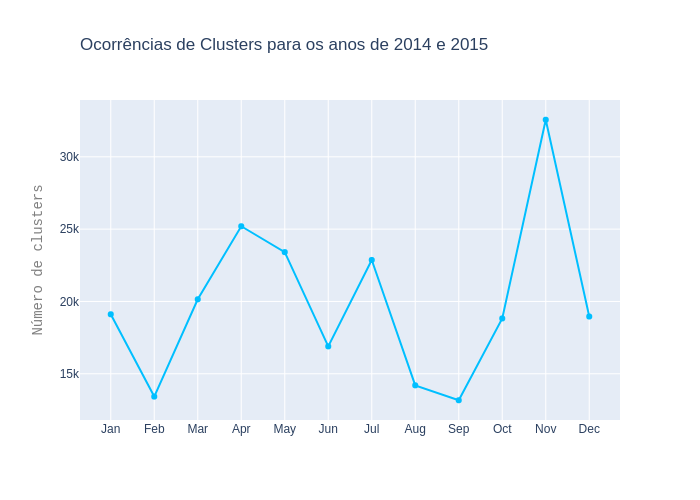 Ocorrências de Clusters para os anos de 2014 e 2015
Número de clusters
30k
25k
20k
15k
Jan Feb Mar Apr May Jun Jul Aug Sep Oct Nov Dec